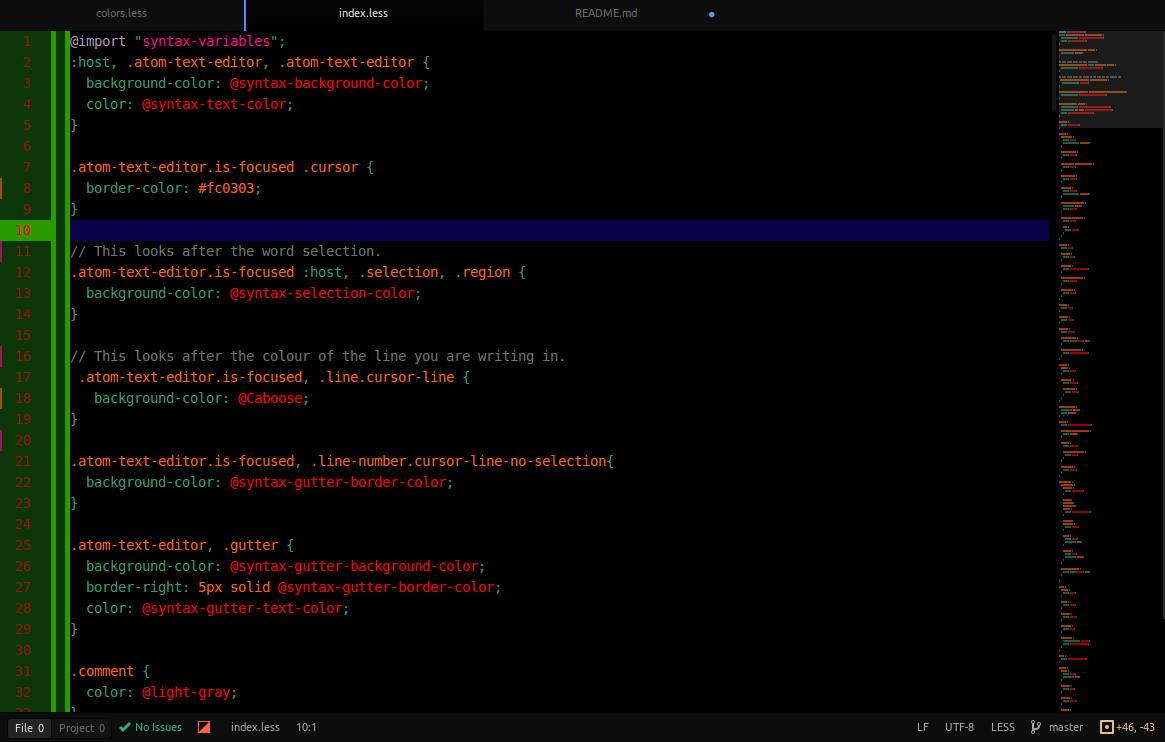 colors.less index.less README.md
1 @import "syntax-variables";
2 :host, .atom-text-editor, .atom-text-editor {
3   background-color: @syntax-background-color;
4   color: @syntax-text-color;
5 }
6
7 .atom-text-editor.is-focused .cursor {
8   border-color: #fc0303;
9 }
10
11 // This looks after the word selection.
12 .atom-text-editor.is-focused :host, .selection, .region {
13   background-color: @syntax-selection-color;
14 }
15
16 // This looks after the colour of the line you are writing in.
17  .atom-text-editor.is-focused, .line.cursor-line {
18    background-color: @Caboose;
19 }
20
21 .atom-text-editor.is-focused, .line-number.cursor-line-no-selection{
22   background-color: @syntax-gutter-border-color;
23 }
24
25 .atom-text-editor, .gutter {
26   background-color: @syntax-gutter-background-color;
27   border-right: 5px solid @syntax-gutter-border-color;
28   color: @syntax-gutter-text-color;
29 }
30
31 .comment {
32   color: @light-gray;
File 0 Project 0 No Issues index.less 10:1 LF UTF-8 LESS master +46, -43